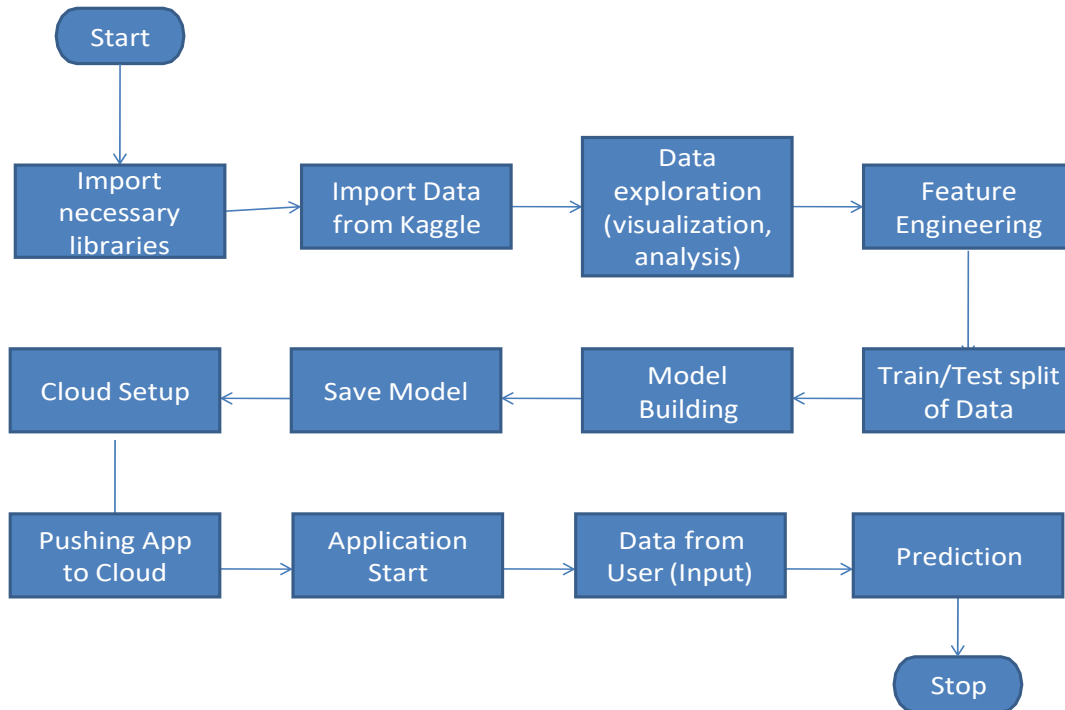 Start
Import
necessary
libraries
Import Data
from Kaggle
Data
exploration
(visualization,
analysis)
Feature
Engineering
Cloud Setup
Save Model
Model
Building
Train/Test split
of Data
Pushing App
to Cloud
Application
Start
Data from
User (Input)
Prediction
Stop